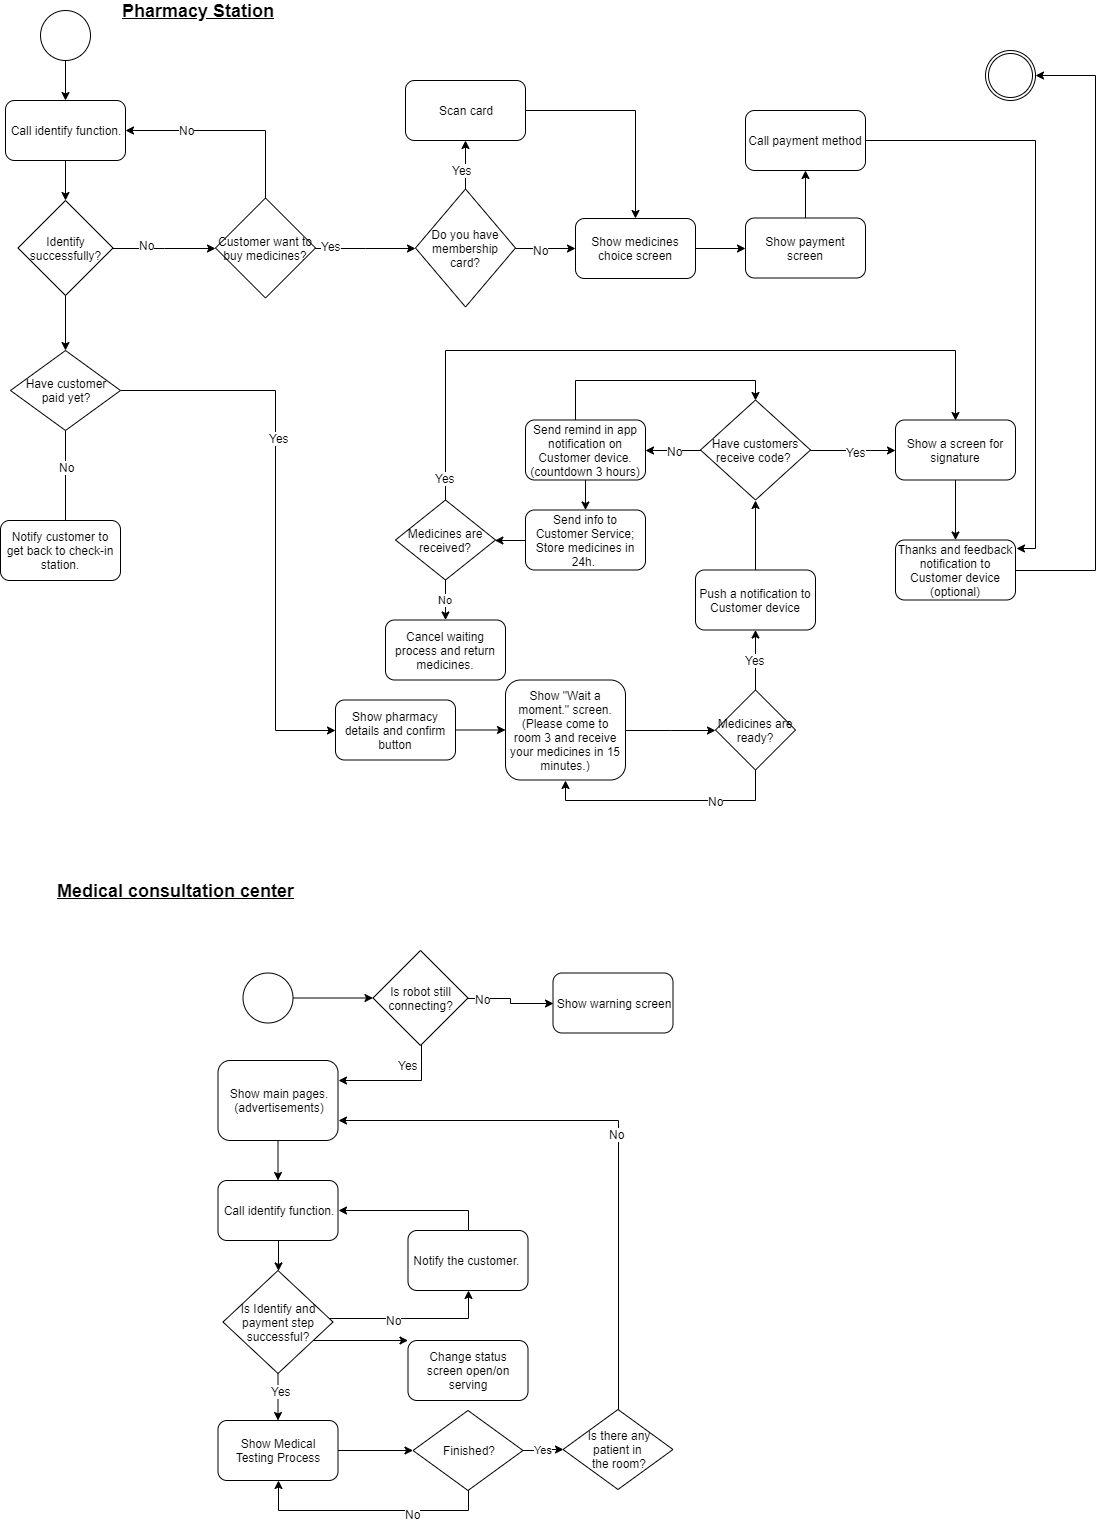 Pharmacy Station
Call identify function.
No
Scan card
Call payment method
Yes
Identify
successfully?
No
Customer want to
buy medicines?
Yes
Do you have
membership
card?
No
Show medicines
choice screen
Show payment
screen
Have customer
paid yet?
Yes
No
Notify customer to
get back to check-in
station.
Send remind in app
notification on
Customer device.
(countdown 3 hours)
No
Have customers
receive code?
Yes
Show a screen for
signature
Yes
Medicines are
received?
Send info to
Customer Service;
Store medicines in
24h.
Thanks and feedback
notification to
Customer device
(optional)
Push a notification to
Customer device
No
Cancel waiting
process and return
medicines.
Yes
Show pharmacy
details and confirm
button
Show "Wait a
moment." screen.
(Please come to
room 3 and receive
your medicines in 15
minutes.)
Medicines are
ready?
No
Medical consultation center
Is robot still
connecting?
No
Show warning screen
Yes
Show main pages.
(advertisements)
No
Call identify function.
Notify the customer.
Is Identify and
payment step
successful?
No
Change status
screen open/on
serving
Yes
Show Medical
Testing Process
Finished?
Yes
Is there any
patient in
the room?
No